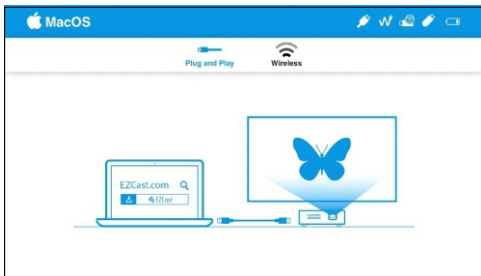 MacOS
Plug and Play
Wireless
EZCast.com
EZCast